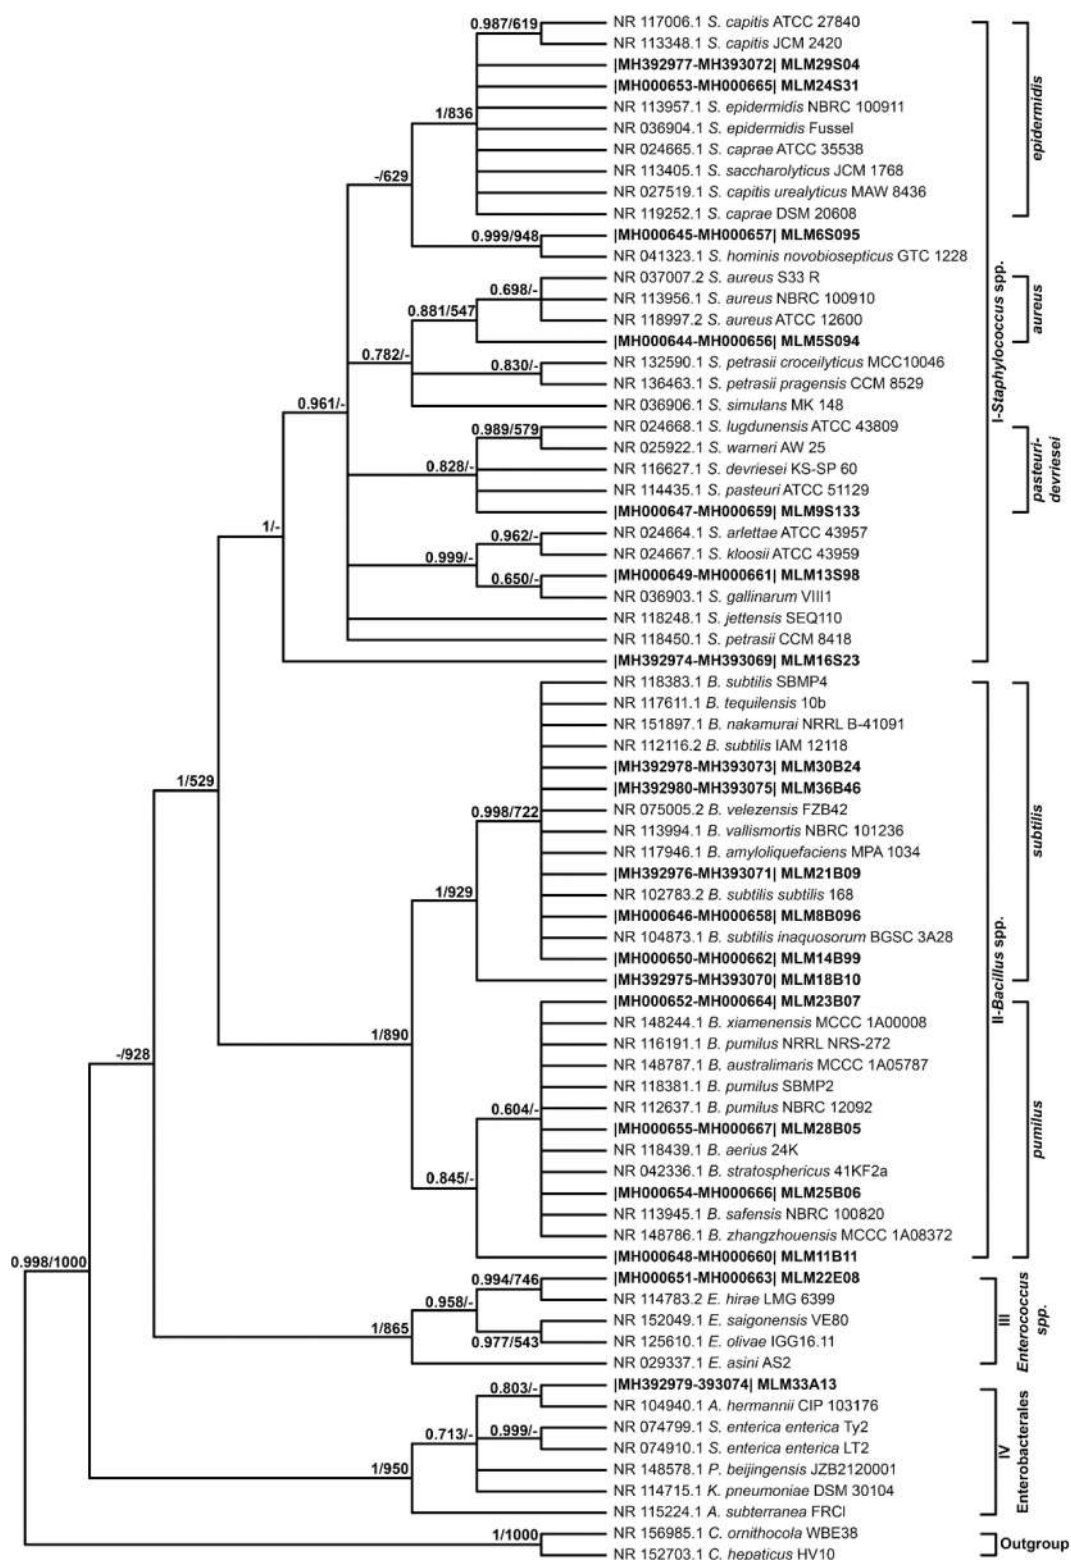 0.987/619
NR 117006.1 S. capitis ATCC 27840
NR 113348.1 S. capitis JCM 2420
|MH392977-MH393072| MLM29S04
|MH000653-MH000665| MLM24S31
NR 113957.1 S. epidermidis NBRC 100911
1/836
NR 036904.1 S. epidermidis Fussel
NR 024665.1 S. caprae ATCC 35538
NR 113405.1 S. saccharolyticus JCM 1768
-/629
NR 027519.1 S. capitis urealyticus MAW 8436
NR 119252.1 S. caprae DSM 20608
epidermidis
0.999/948
|MH000645-MH000657| MLM6S095
NR 041323.1 S. hominis novobiosepticus GTC 1228
NR 037007.2 S. aureus S33 R
0.698/-
NR 113956.1 S. aureus NBRC 100910
0.881/547
NR 118997.2 S. aureus ATCC 12600
|MH000644-MH000656| MLM5S094
aureus
0.782/-
0.830/-
NR 132590.1 S. petrasii croceilyticus MCC10046
NR 136463.1 S. petrasii pragensis CCM 8529
0.961/-
NR 036906.1 S. simulans MK 148
I-Staphylococcus spp.
0.989/579
NR 024668.1 S. lugdunensis ATCC 43809
NR 025922.1 S. warneri AW 25
0.828/-
NR 116627.1 S. devriesei KS-SP 60
NR 114435.1 S. pasteuri ATCC 51129
|MH000647-MH000659| MLM9S133
pasteuri-
devriesei
1/-
0.962/-
NR 024664.1 S. arlettae ATCC 43957
NR 024667.1 S. kloosii ATCC 43959
0.999/-
0.650/-
|MH000649-MH000661| MLM13S98
NR 036903.1 S. gallinarum VIII1
NR 118248.1 S. jettensis SEQ110
NR 118450.1 S. petrasii CCM 8418
|MH392974-MH393069| MLM16S23
NR 118383.1 B. subtilis SBMP4
NR 117611.1 B. tequilensis 10b
NR 151897.1 B. nakamurai NRRL B-41091
NR 112116.2 B. subtilis IAM 12118
1/529
|MH392978-MH393073| MLM30B24
|MH392980-MH393075| MLM36B46
0.998/722
NR 075005.2 B. velezensis FZB42
NR 113994.1 B. vallismortis NBRC 101236
NR 117946.1 B. amyloliquefaciens MPA 1034
|MH392976-MH393071| MLM21B09
1/929
NR 102783.2 B. subtilis subtilis 168
|MH000646-MH000658| MLM8B096
NR 104873.1 B. subtilis inaquosorum BGSC 3A28
|MH000650-MH000662| MLM14B99
|MH392975-MH393070| MLM18B10
subtilis
II-Bacillus spp.
|MH000652-MH000664| MLM23B07
NR 148244.1 B. xiamenensis MCCC 1A00008
1/890
NR 116191.1 B. pumilus NRRL NRS-272
-/928
NR 148787.1 B. australimaris MCCC 1A05787
NR 118381.1 B. pumilus SBMP2
0.604/-
NR 112637.1 B. pumilus NBRC 12092
|MH000655-MH000667| MLM28B05
NR 118439.1 B. aerius 24K
0.845/-
NR 042336.1 B. stratosphericus 41KF2a
|MH000654-MH000666| MLM25B06
NR 113945.1 B. safensis NBRC 100820
NR 148786.1 B. zhangzhouensis MCCC 1A08372
|MH000648-MH000660| MLM11B11
pumilus
0.998/1000
0.994/746
|MH000651-MH000663| MLM22E08
0.958/-
NR 114783.2 E. hirae LMG 6399
1/865
NR 152049.1 E. saigonensis VE80
0.977/543
NR 125610.1 E. olivae IGG16.11
NR 029337.1 E. asini AS2
III
Enterococcus
spp.
|MH392979-393074| MLM33A13
0.803/-
NR 104940.1 A. hermannii CIP 103176
0.713/-
0.999/-
NR 074799.1 S. enterica enterica Ty2
NR 074910.1 S. enterica enterica LT2
1/950
NR 148578.1 P. beijingensis JZB2120001
NR 114715.1 K. pneumoniae DSM 30104
NR 115224.1 A. subterranea FRCI
IV
Enterobacterales
1/1000
NR 156985.1 C. ornithocola WBE38
NR 152703.1 C. hepaticus HV10
Outgroup